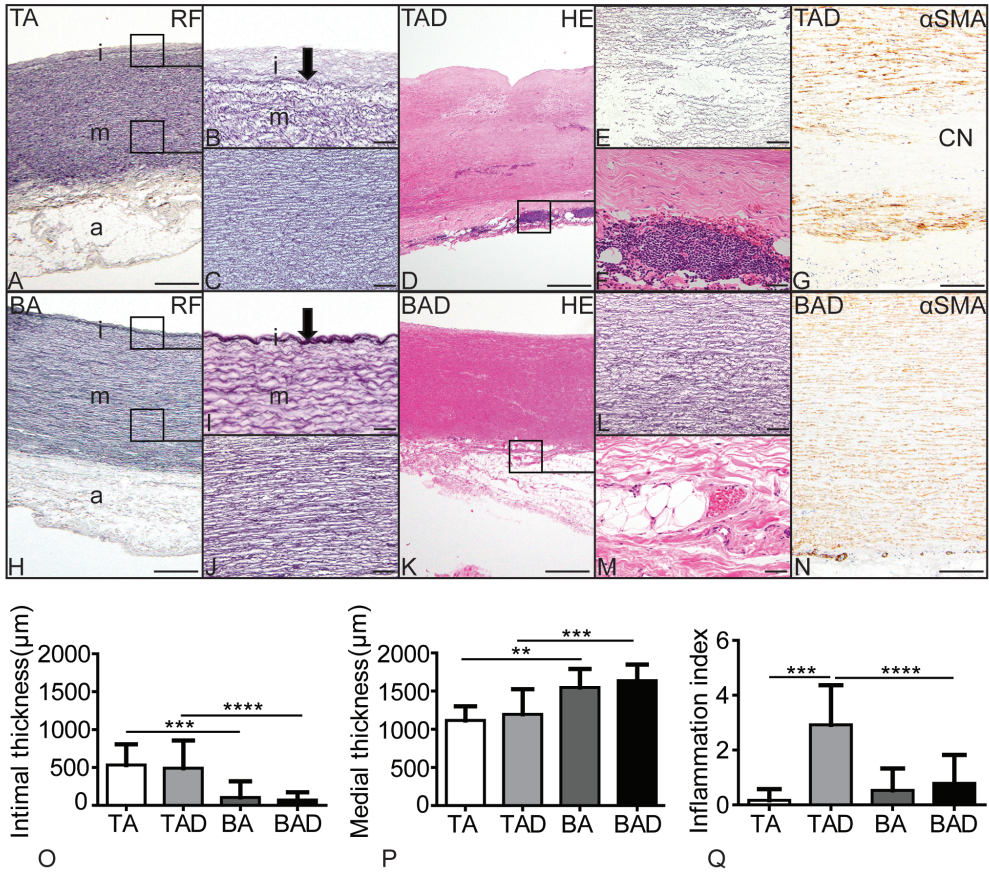 TA RF
i
m
a
A
i
m
B
C
TAD HE
D
E
F
TAD αSMA
CN
G
BA RF
i
m
a
H
i
m
I
J
BAD HE
K
L
M
BAD αSMA
N
Intimal thickness(μm)
2000
1500
1000
500
0
****
***
TA TAD BA BAD
O
Medial thickness(μm)
2000
1500
1000
500
0
***
**
TA TAD BA BAD
P
Inflammation index
6
4
2
0
*** ****
TA TAD BA BAD
Q